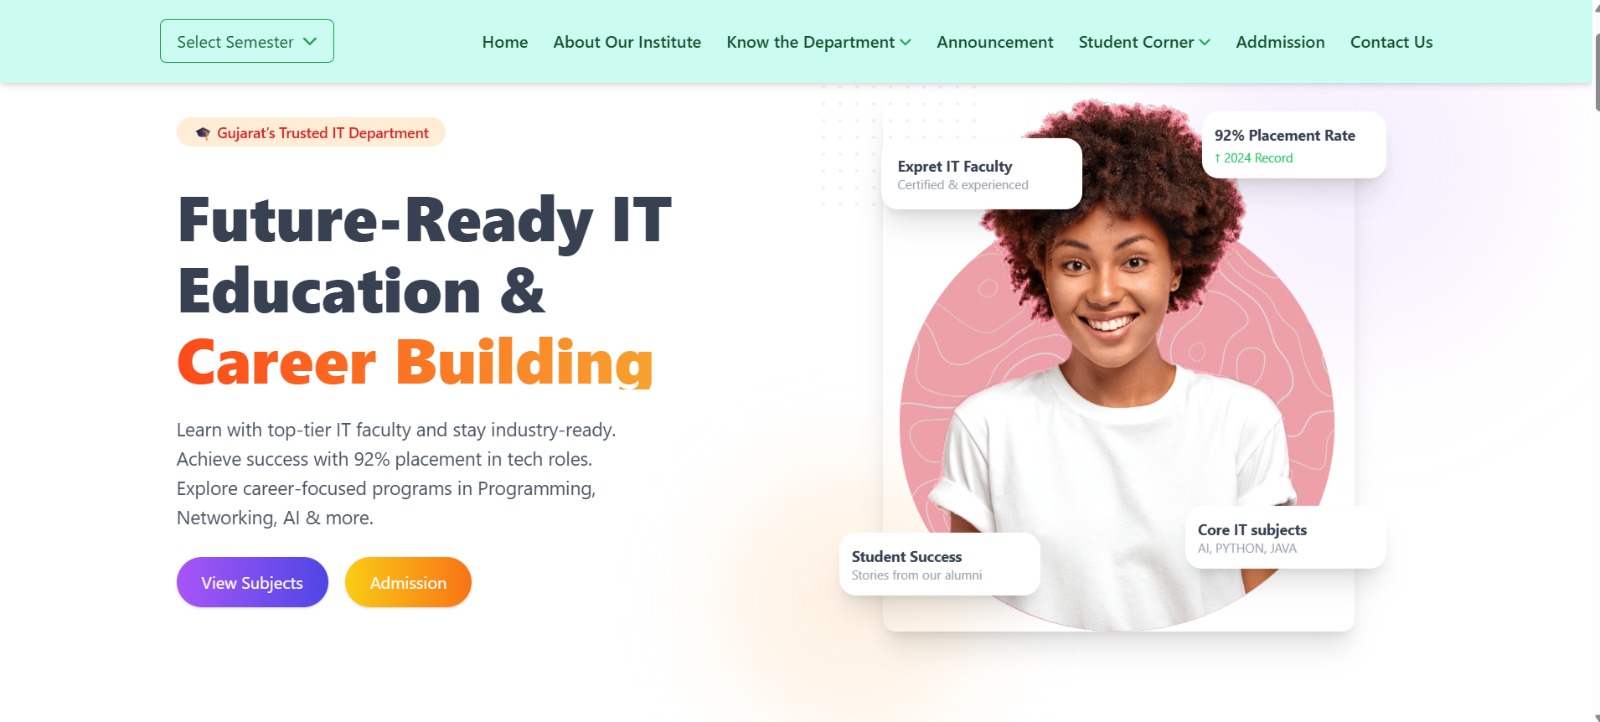 Select Semester
Home
About Our Institute
Know the Department
Announcement
Student Corner
Addmission
Contact Us
Gujarat's Trusted IT Department
Future-Ready IT
Education &
Career Building
Learn with top-tier IT faculty and stay industry-ready.
Achieve success with 92% placement in tech roles.
Explore career-focused programs in Programming,
Networking, AI & more.
View Subjects
Admission
Expret IT Faculty
Certified & experienced
92% Placement Rate
↑ 2024 Record
Student Success
Stories from our alumni
Core IT subjects
AI, PYTHON, JAVA